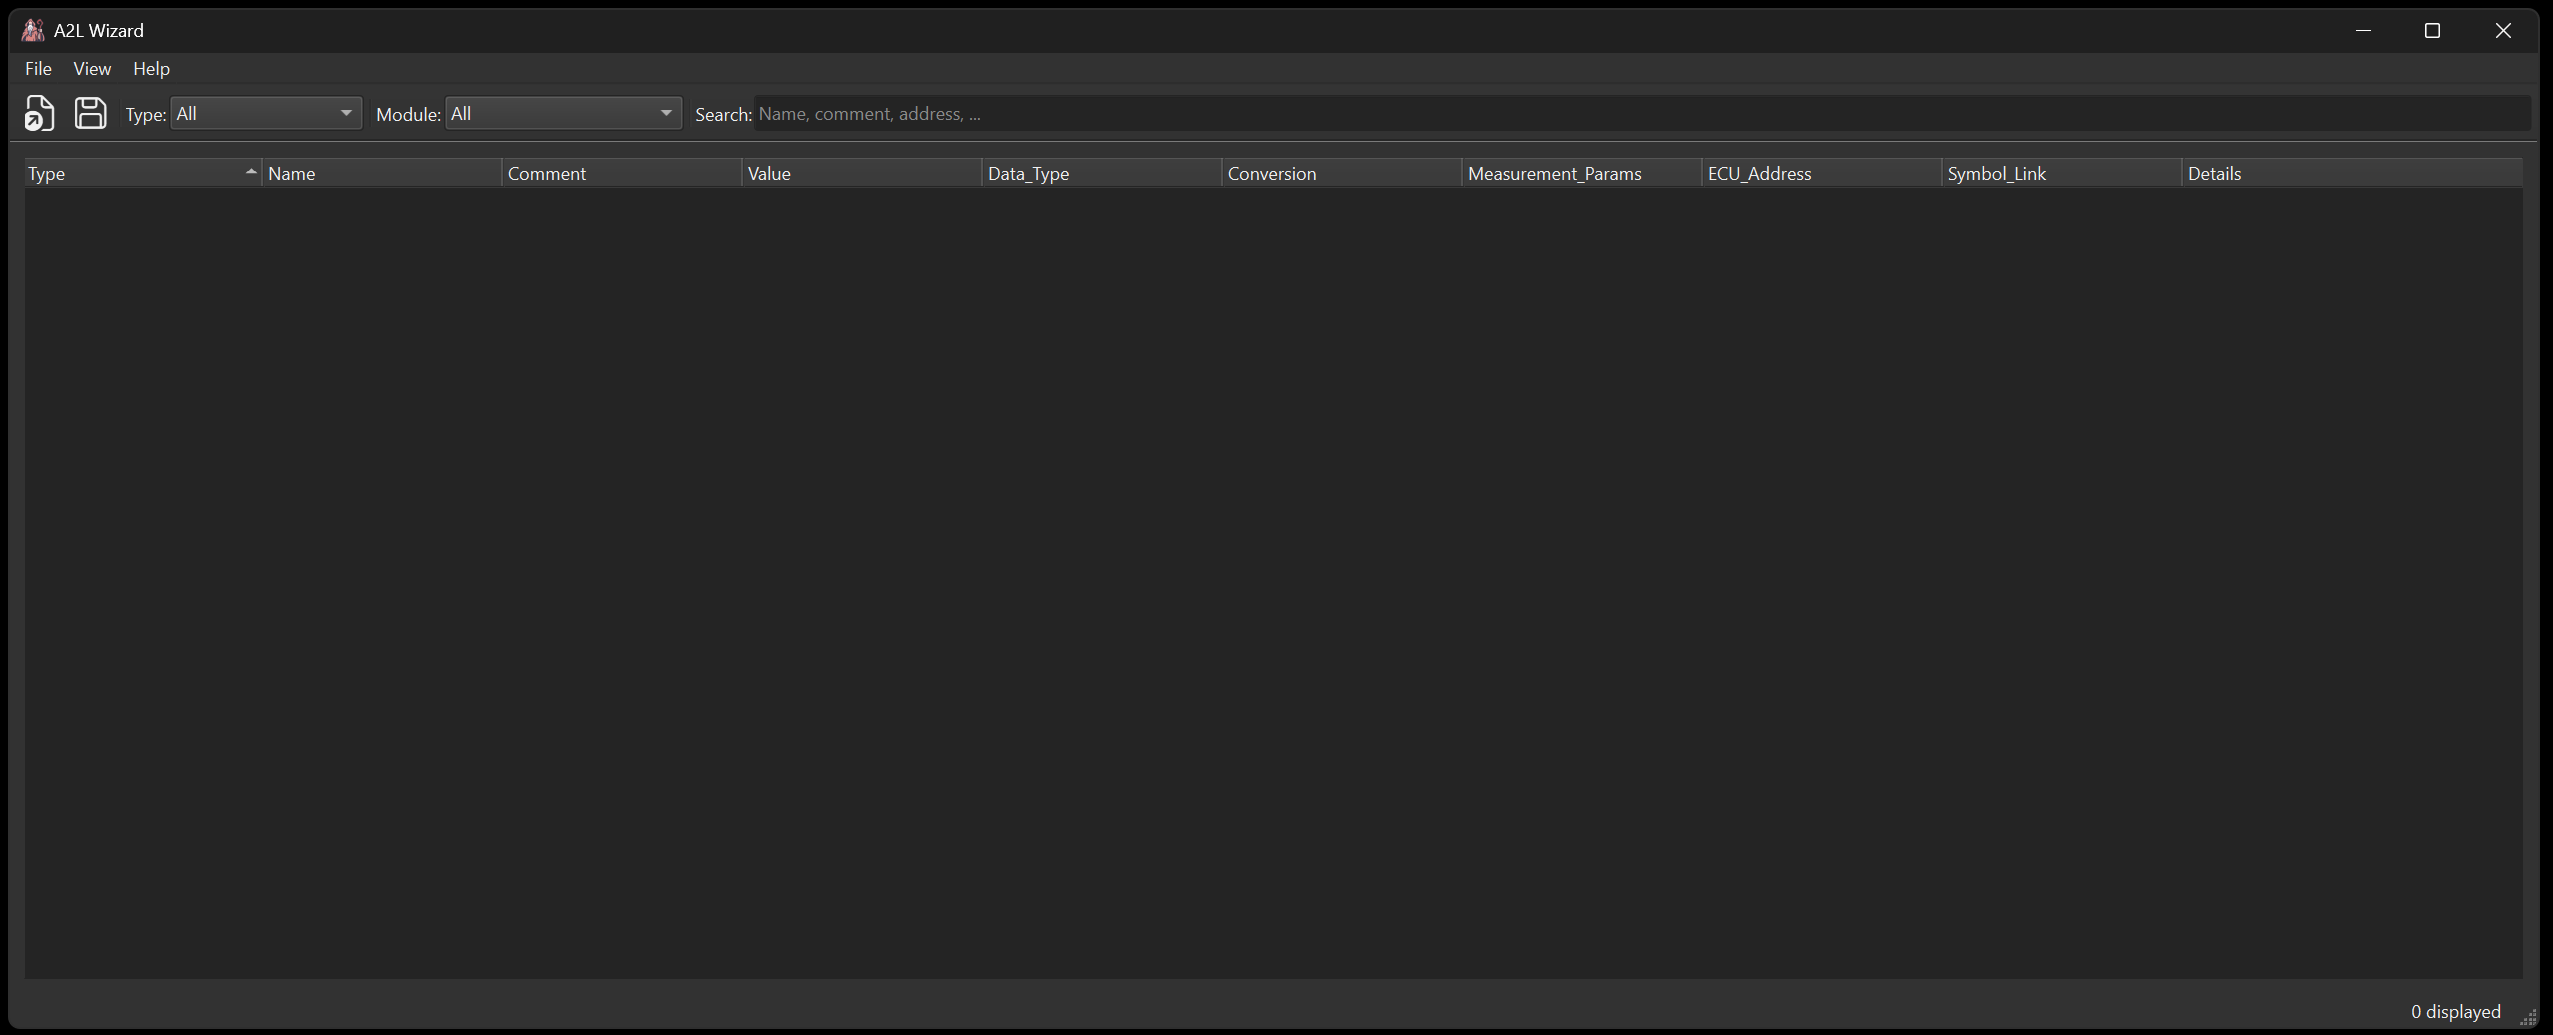 A2L Wizard
File View Help
Type: All Module: All Search: Name, comment, address, ...
Type Name Comment Value Data_Type Conversion Measurement_Params ECU_Address Symbol_Link Details
0 displayed